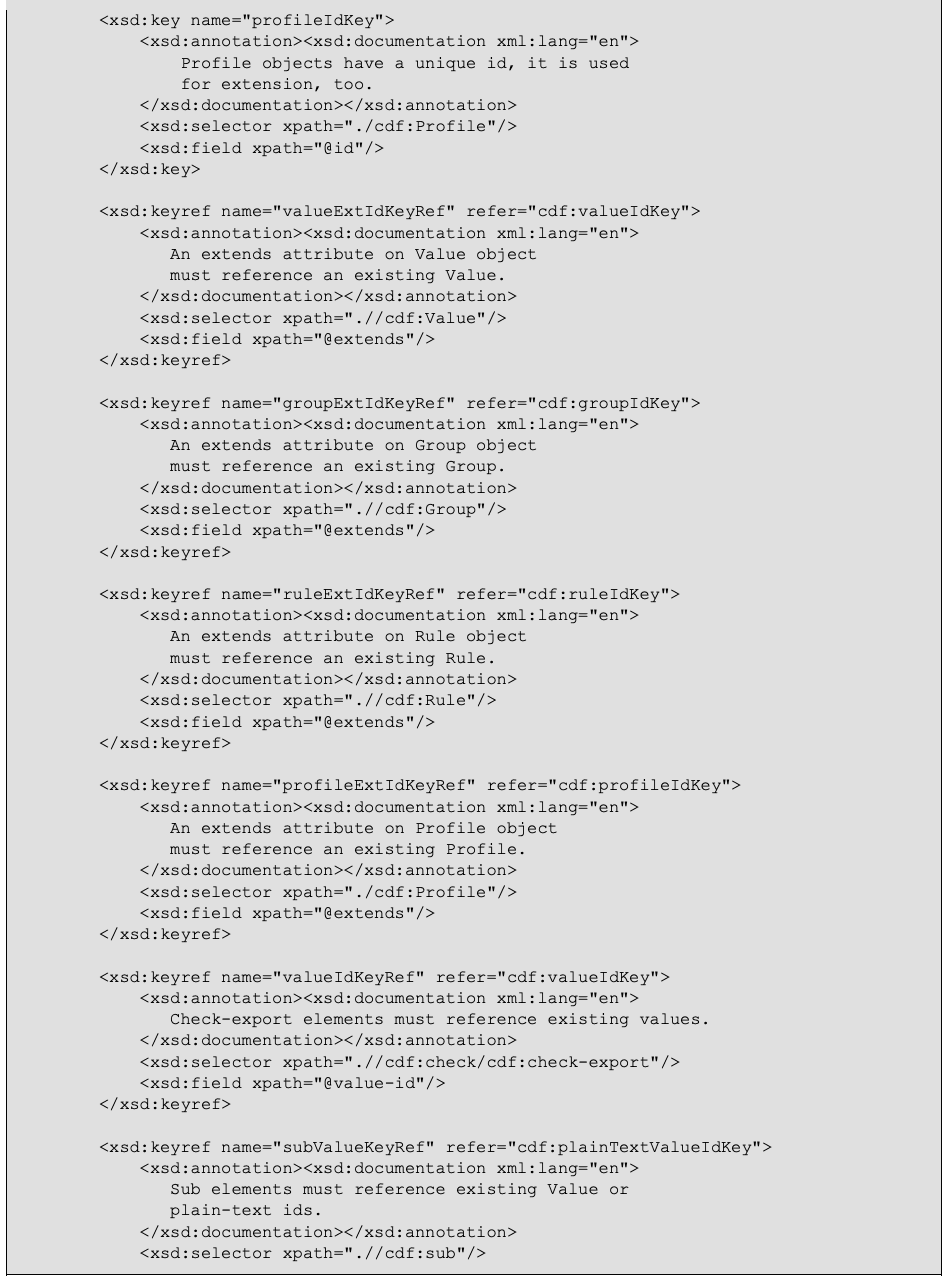 <xsd:key name="profileIdKey">
<xsd:annotation><xsd:documentation xml:lang="en">
Profile objects have a unique id, it is used
for extension, too.
</xsd:documentation></xsd:annotation>
<xsd:selector xpath="./cdf:Profile"/>
<xsd:field xpath="@id"/>
</xsd:key>
<xsd:keyref name="valueExtIdKeyRef" refer="cdf:valueIdKey">
<xsd:annotation><xsd:documentation xml:lang="en">
An extends attribute on Value object
must reference an existing Value.
</xsd:documentation></xsd:annotation>
<xsd:selector xpath=".//cdf:Value"/>
<xsd:field xpath="@extends"/>
</xsd:keyref>
<xsd:keyref name="groupExtIdKeyRef" refer="cdf:groupIdKey">
<xsd:annotation><xsd:documentation xml:lang="en">
An extends attribute on Group object
must reference an existing Group.
</xsd:documentation></xsd:annotation>
<xsd:selector xpath=".//cdf:Group"/>
<xsd:field xpath="@extends"/>
</xsd:keyref>
<xsd:keyref name="ruleExtIdKeyRef" refer="cdf:ruleIdKey">
<xsd:annotation><xsd:documentation xml:lang="en">
An extends attribute on Rule object
must reference an existing Rule.
</xsd:documentation></xsd:annotation>
<xsd:selector xpath=".//cdf:Rule"/>
<xsd:field xpath="@extends"/>
</xsd:keyref>
<xsd:keyref name="profileExtIdKeyRef" refer="cdf:profileIdKey">
<xsd:annotation><xsd:documentation xml:lang="en">
An extends attribute on Profile object
must reference an existing Profile.
</xsd:documentation></xsd:annotation>
<xsd:selector xpath="./cdf:Profile"/>
<xsd:field xpath="@extends"/>
</xsd:keyref>
<xsd:keyref name="valueIdKeyRef" refer="cdf:valueIdKey">
<xsd:annotation><xsd:documentation xml:lang="en">
Check-export elements must reference existing values.
</xsd:documentation></xsd:annotation>
<xsd:selector xpath=".//cdf:check/cdf:check-export"/>
<xsd:field xpath="@value-id"/>
</xsd:keyref>
<xsd:keyref name="subValueKeyRef" refer="cdf:plainTextValueIdKey">
<xsd:annotation><xsd:documentation xml:lang="en">
Sub elements must reference existing Value or
plain-text ids.
</xsd:documentation></xsd:annotation>
<xsd:selector xpath=".//cdf:sub"/>